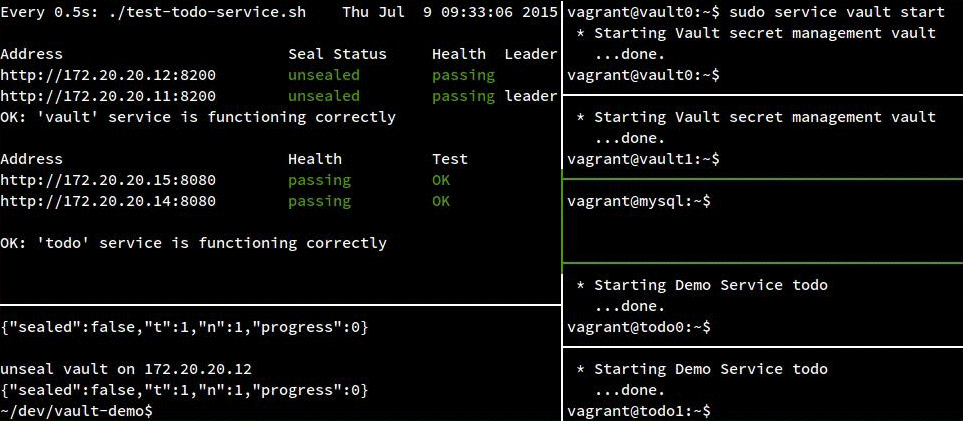 Every 0.5s: ./test-todo-service.sh    Thu Jul  9 09:33:06 2015
Address                         Seal Status     Health  Leader
http://172.20.20.12:8200        unsealed        passing
http://172.20.20.11:8200        unsealed        passing leader
OK: 'vault' service is functioning correctly
Address                         Health          Test
http://172.20.20.15:8080        passing         OK
http://172.20.20.14:8080        passing         OK
OK: 'todo' service is functioning correctly
{"sealed":false,"t":1,"n":1,"progress":0}
unseal vault on 172.20.20.12
{"sealed":false,"t":1,"n":1,"progress":0}
~/dev/vault-demo$
vagrant@vault0:~$ sudo service vault start
 * Starting Vault secret management vault
   ...done.
vagrant@vault0:~$
 * Starting Vault secret management vault
   ...done.
vagrant@vault1:~$
vagrant@mysql:~$
 * Starting Demo Service todo
   ...done.
vagrant@todo0:~$
 * Starting Demo Service todo
   ...done.
vagrant@todo1:~$